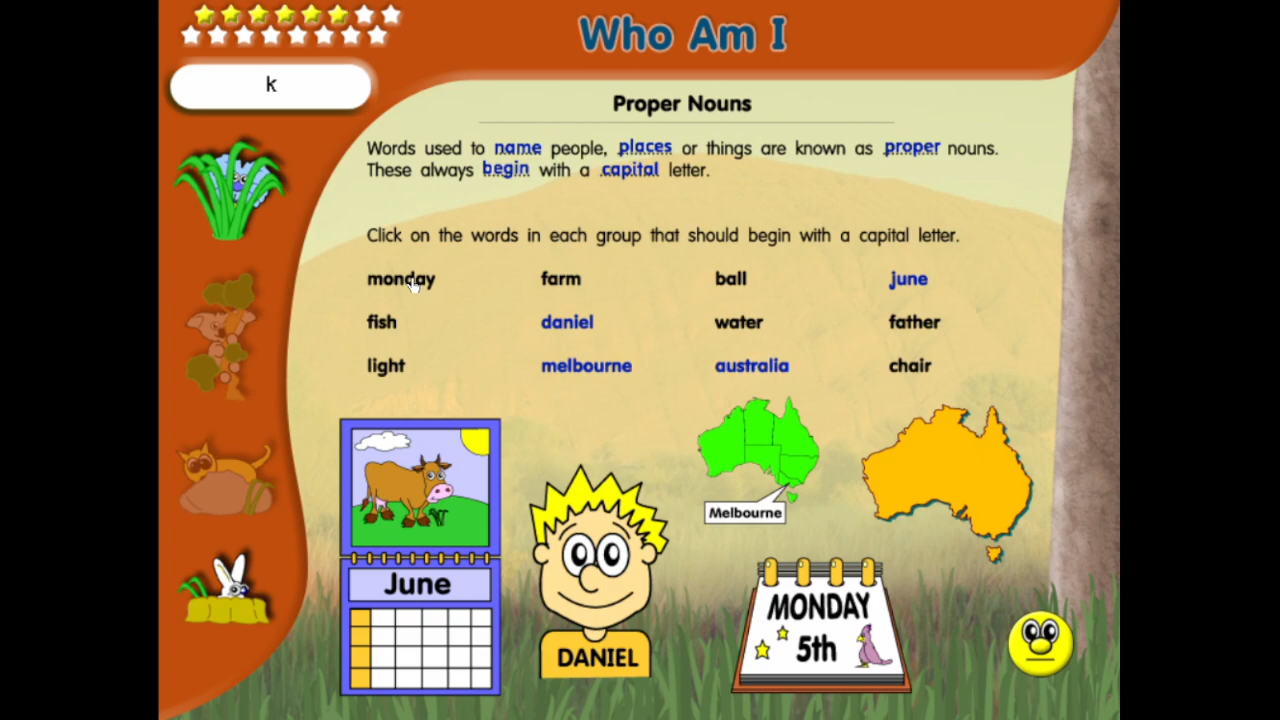 Who Am I
k
Proper Nouns
Words used to name people, places or things are known as proper nouns.
These always begin with a capital letter.
Click on the words in each group that should begin with a capital letter.
monday farm ball june
fish daniel water father
light melbourne australia chair
Melbourne
June
DANIEL
MONDAY
5th